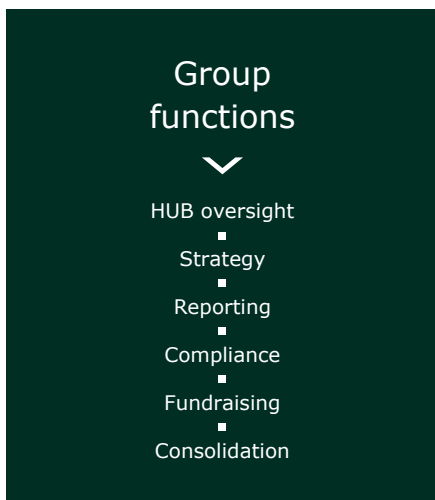 Group
functions
HUB oversight
Strategy
Reporting
Compliance
Fundraising
Consolidation